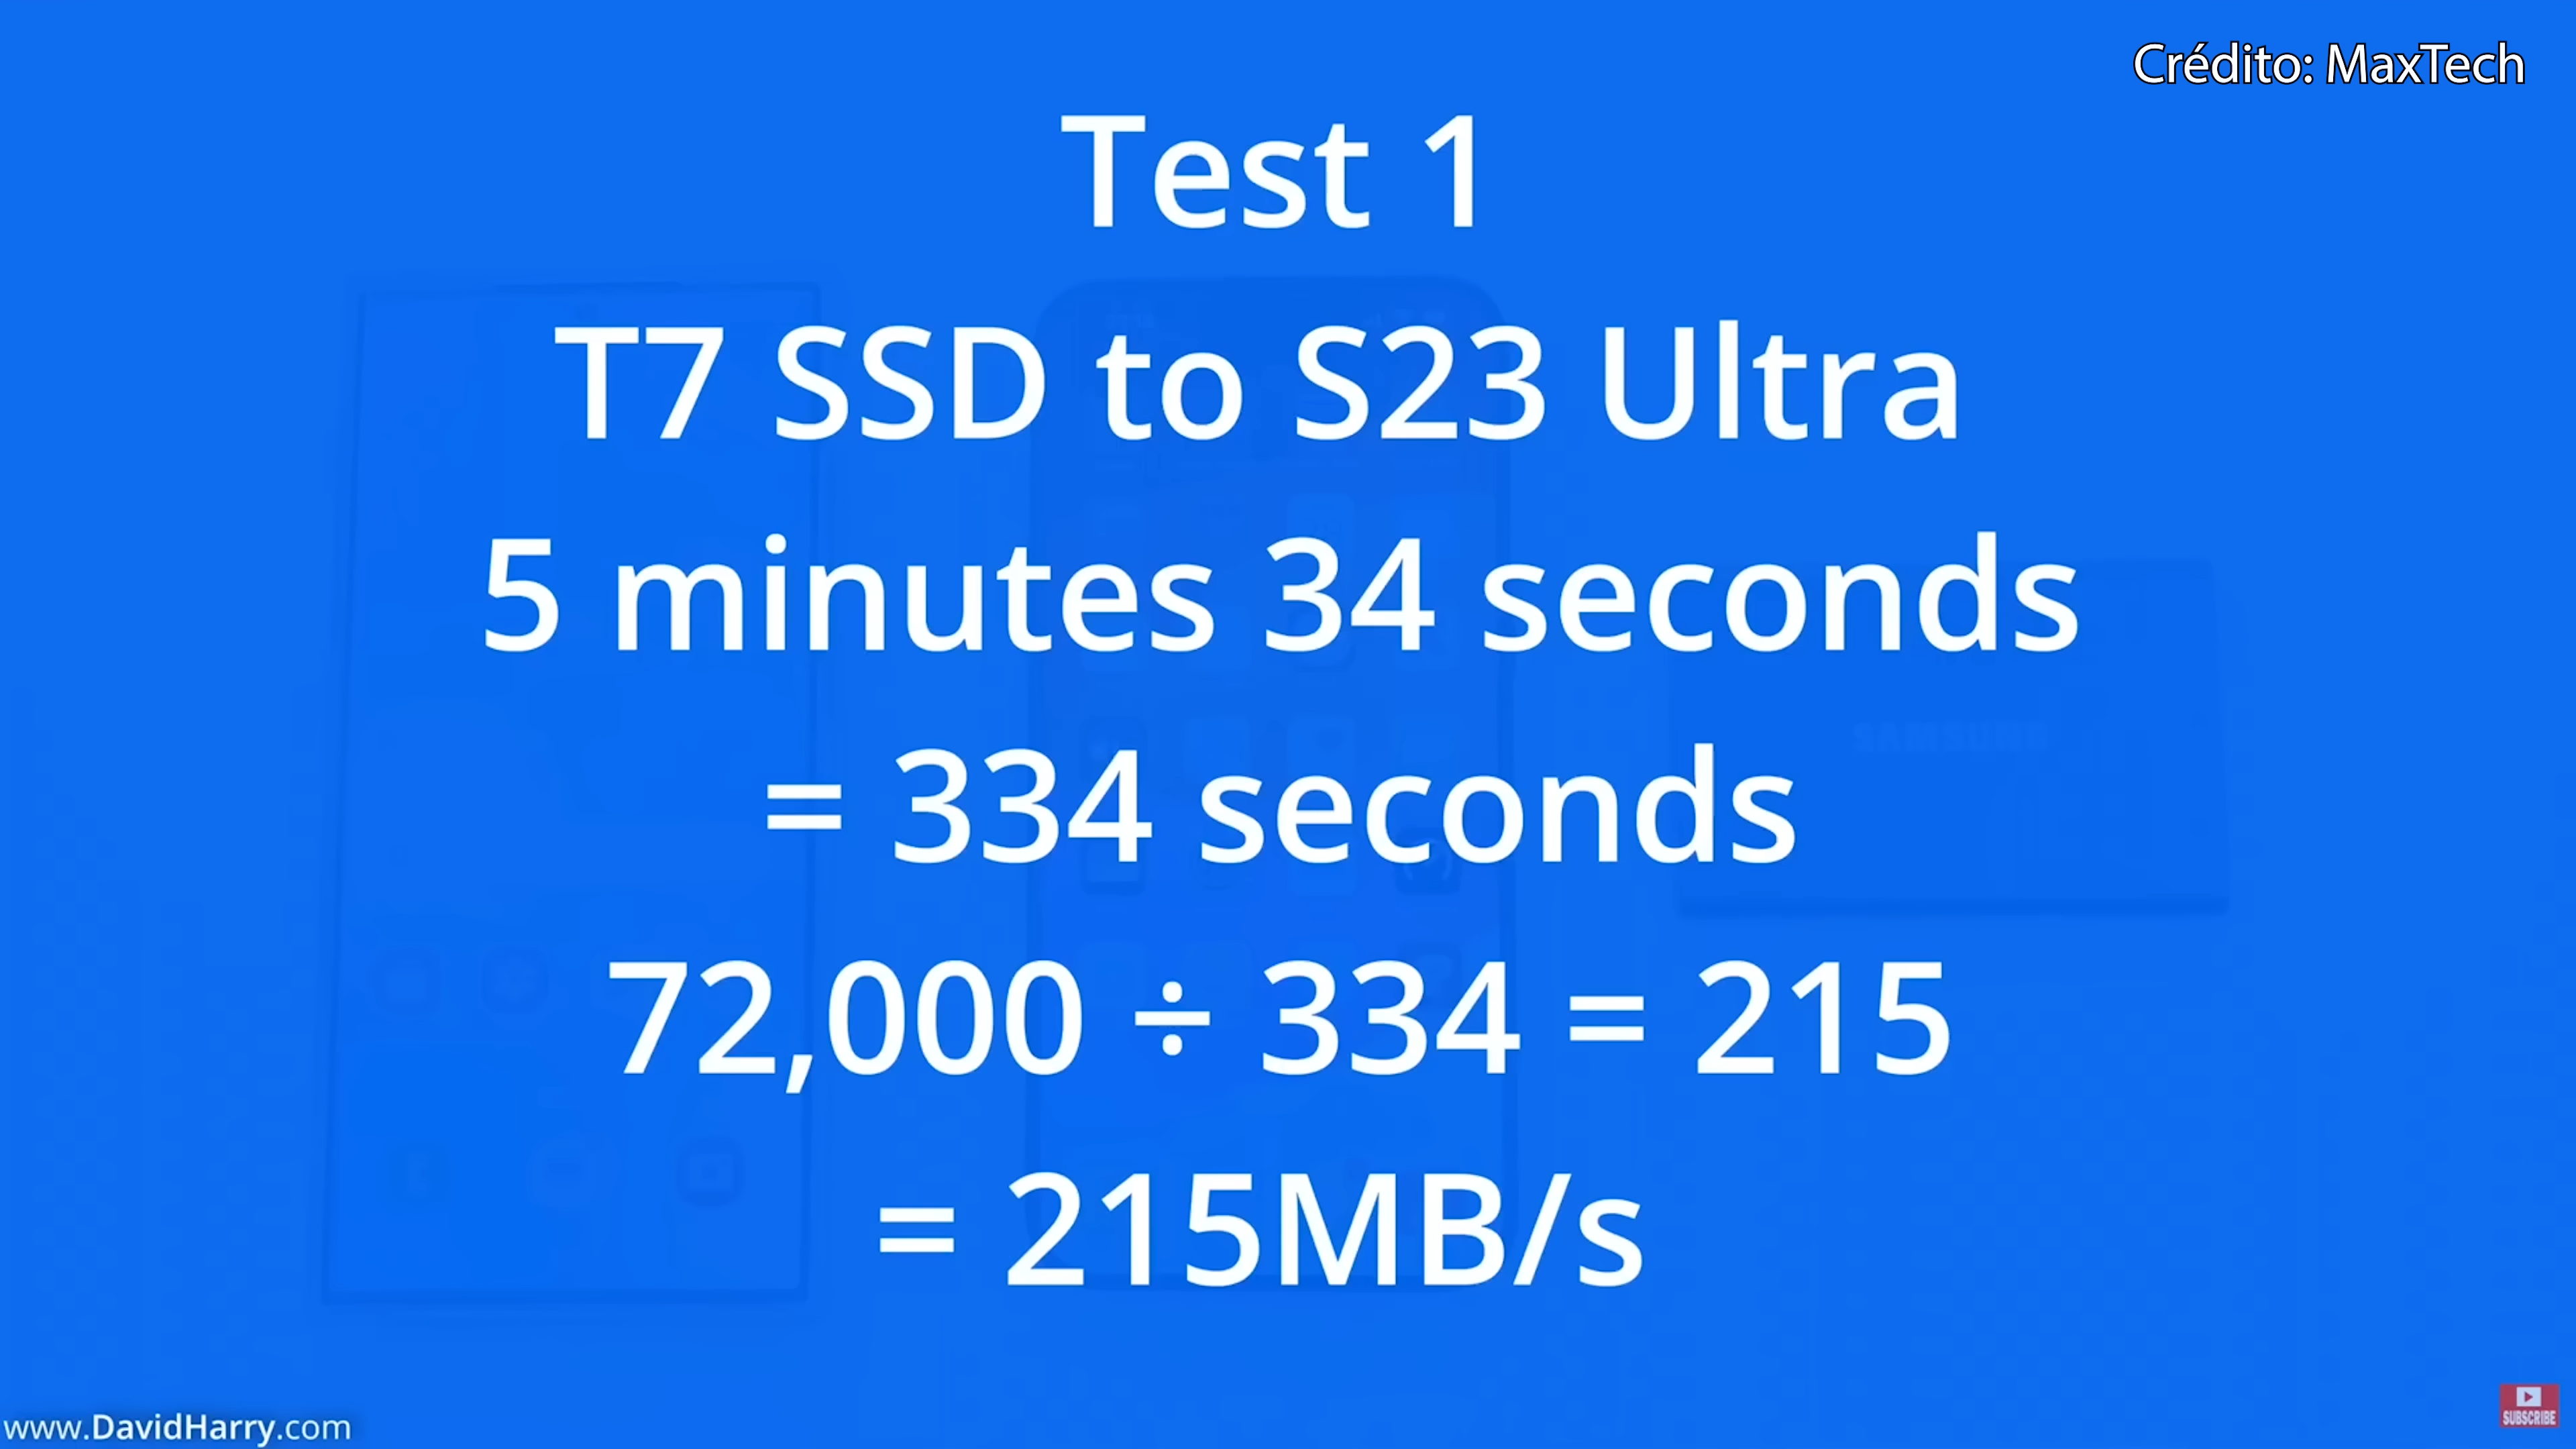 Crédito: MaxTech
Test 1
T7 SSD to S23 Ultra
5 minutes 34 seconds
= 334 seconds
SAMSUNG
72,000 ÷ 334 = 215
= 215MB/s
www.DavidHarry.com
SUBSCRIBE